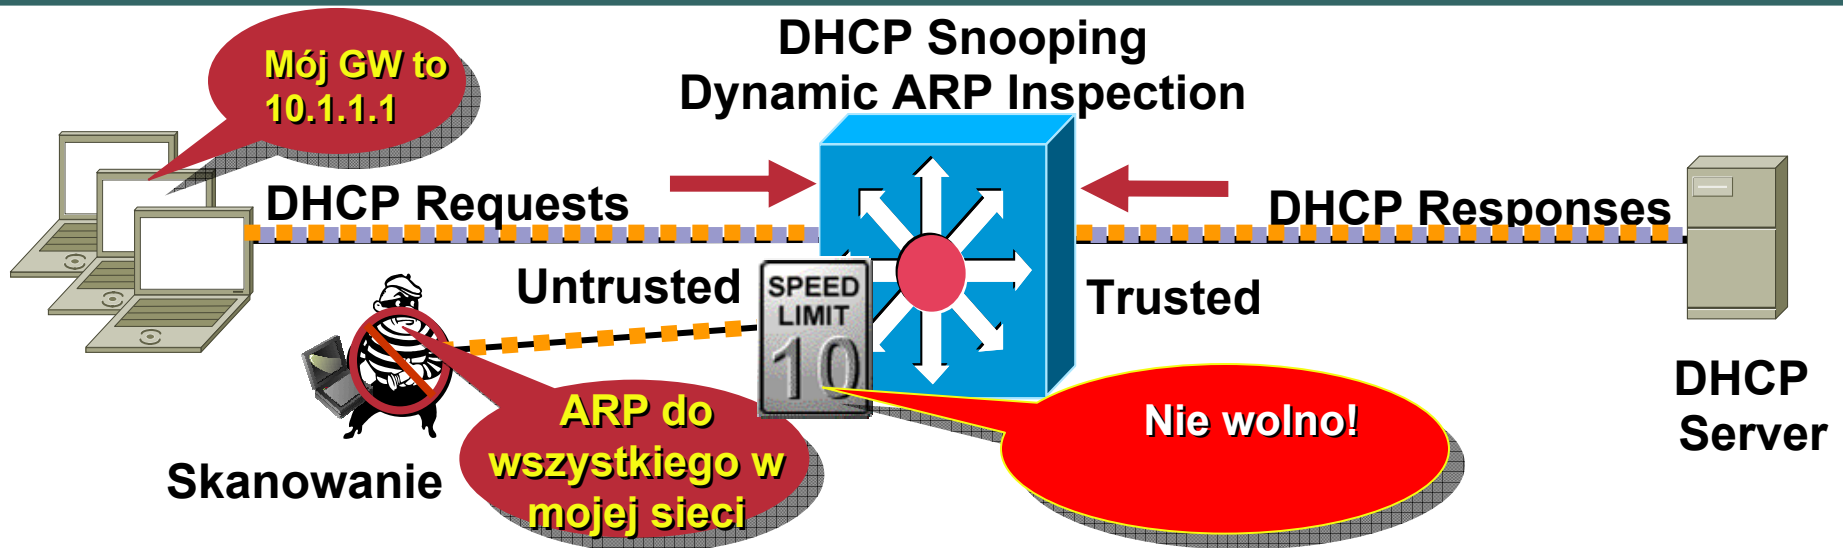 DHCP Snooping
Dynamic ARP Inspection
Mój GW to
10.1.1.1
DHCP Requests
DHCP Responses
Untrusted
SPEED
LIMIT
10
Trusted
ARP do
wszystkiego w
mojej sieci
Nie wolno!
Skanowanie
DHCP
Server